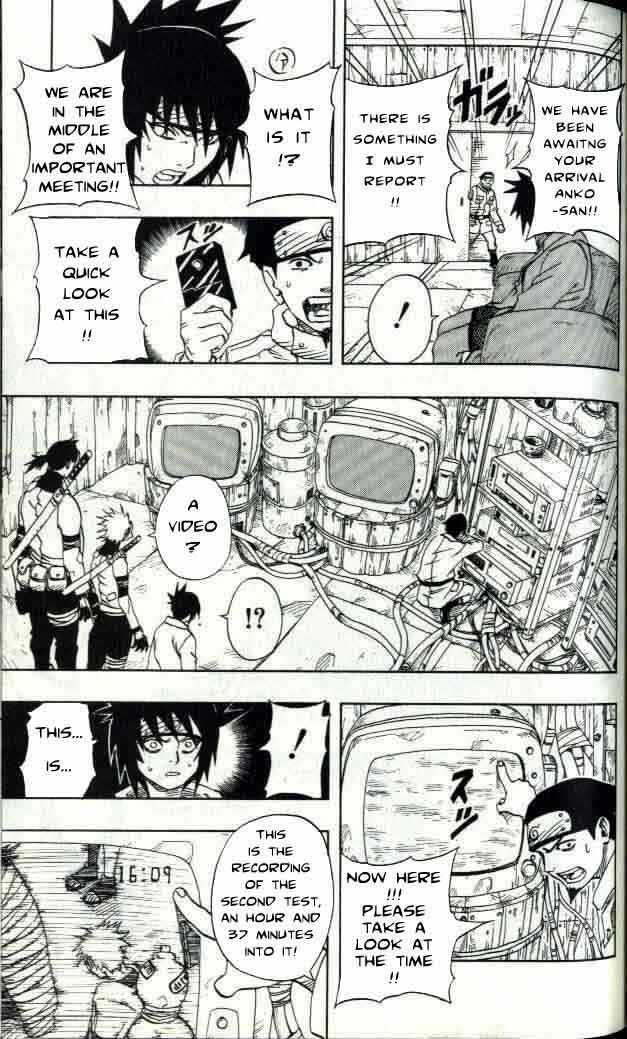 WE HAVE
BEEN
AWAITNG
YOUR
ARRIVAL
ANKO
-SAN!!
ガラッ
THERE IS
SOMETHING
I MUST
REPORT
!!
!
WHAT
IS IT
!?
WE ARE
IN THE
MIDDLE
OF AN
IMPORTANT
MEETING!!
スッ
TAKE A
QUICK
LOOK
AT THIS
!!
A
VIDEO
?
!?
スッ
NOW HERE
!!!
PLEASE
TAKE A
LOOK AT
THE TIME
!!
!
THIS...
IS...
THIS
IS THE
RECORDING
OF THE
SECOND TEST,
AN HOUR AND
37 MINUTES
INTO IT!
16:09